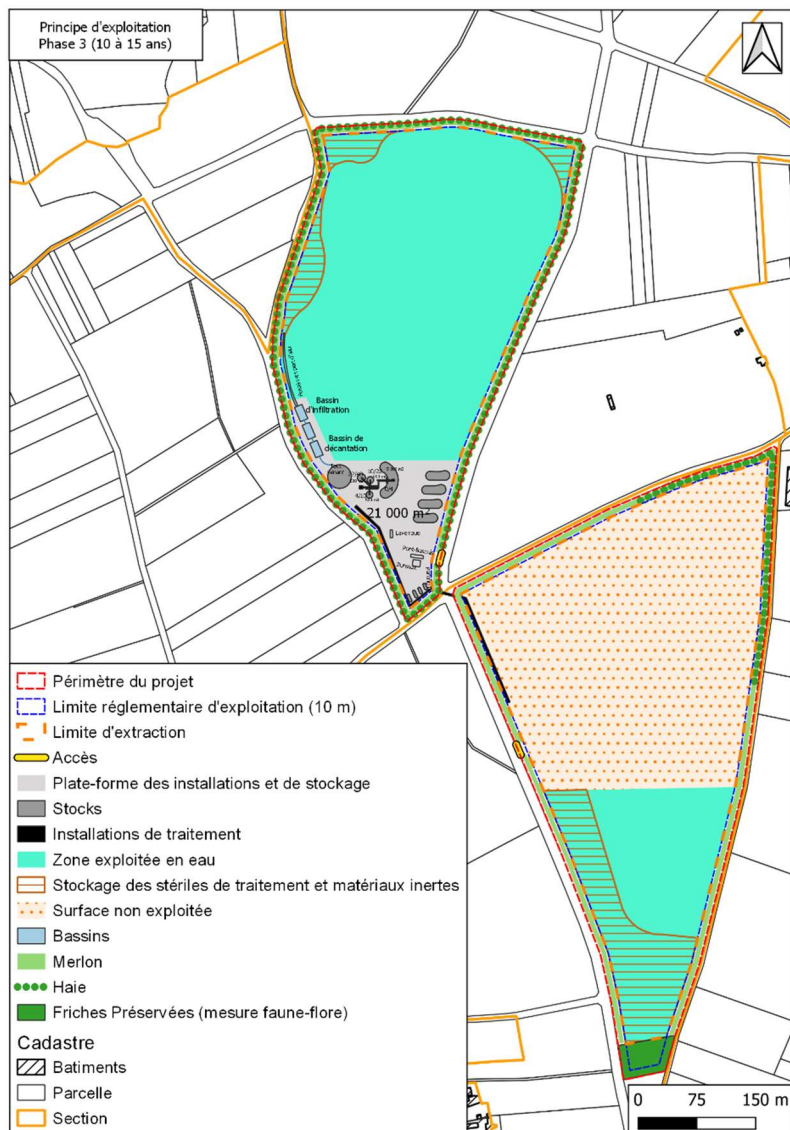 Principe d'exploitation
Phase 3 (10 à 15 ans)
Bassin
d'infiltration
Bassin de
décantation
21 000 m²
Périmètre du projet
Limite réglementaire d'exploitation (10 m)
Limite d'extraction
Accès
Plate-forme des installations et de stockage
Stocks
Installations de traitement
Zone exploitée en eau
Stockage des stériles de traitement et matériaux inertes
Surface non exploitée
Bassins
Merlon
Haie
Friches Préservées (mesure faune-flore)
Cadastre
Batiments
Parcelle
Section
0 75 150 m